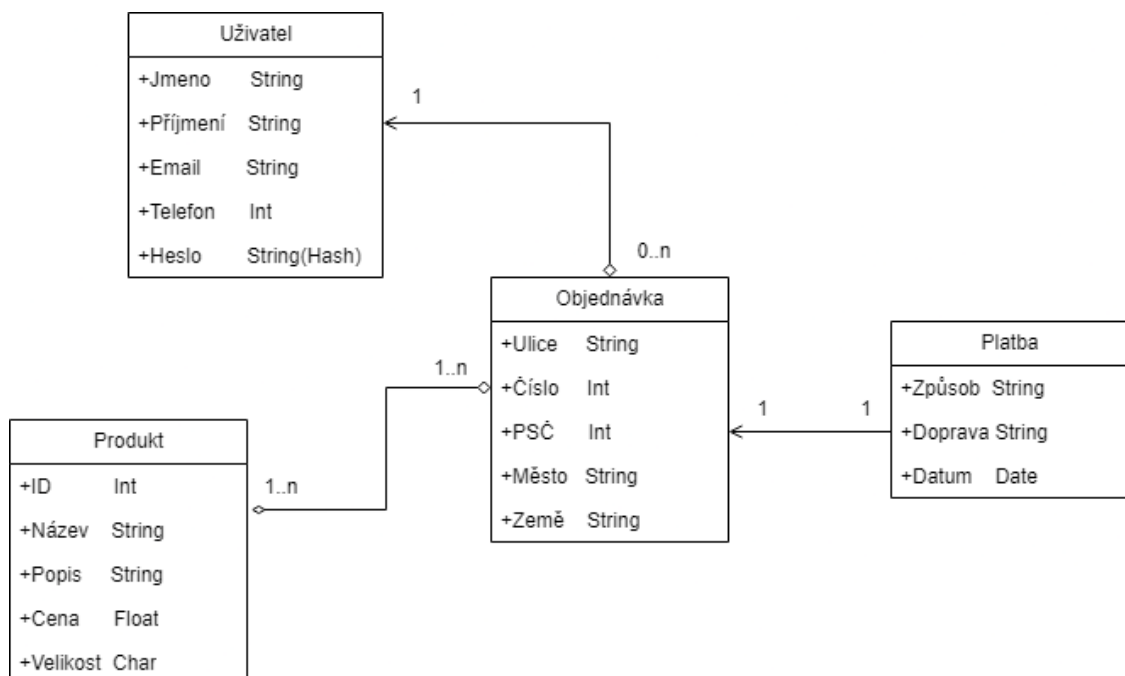 Uživatel
+Jmeno String
+Příjmení String
+Email String
+Telefon Int
+Heslo String(Hash)
1
0..n
Objednávka
+Ulice String
+Číslo Int
+PSČ Int
+Město String
+Země String
1..n
1..n
Produkt
+ID Int
+Název String
+Popis String
+Cena Float
+Velikost Char
1
1
Platba
+Způsob String
+Doprava String
+Datum Date